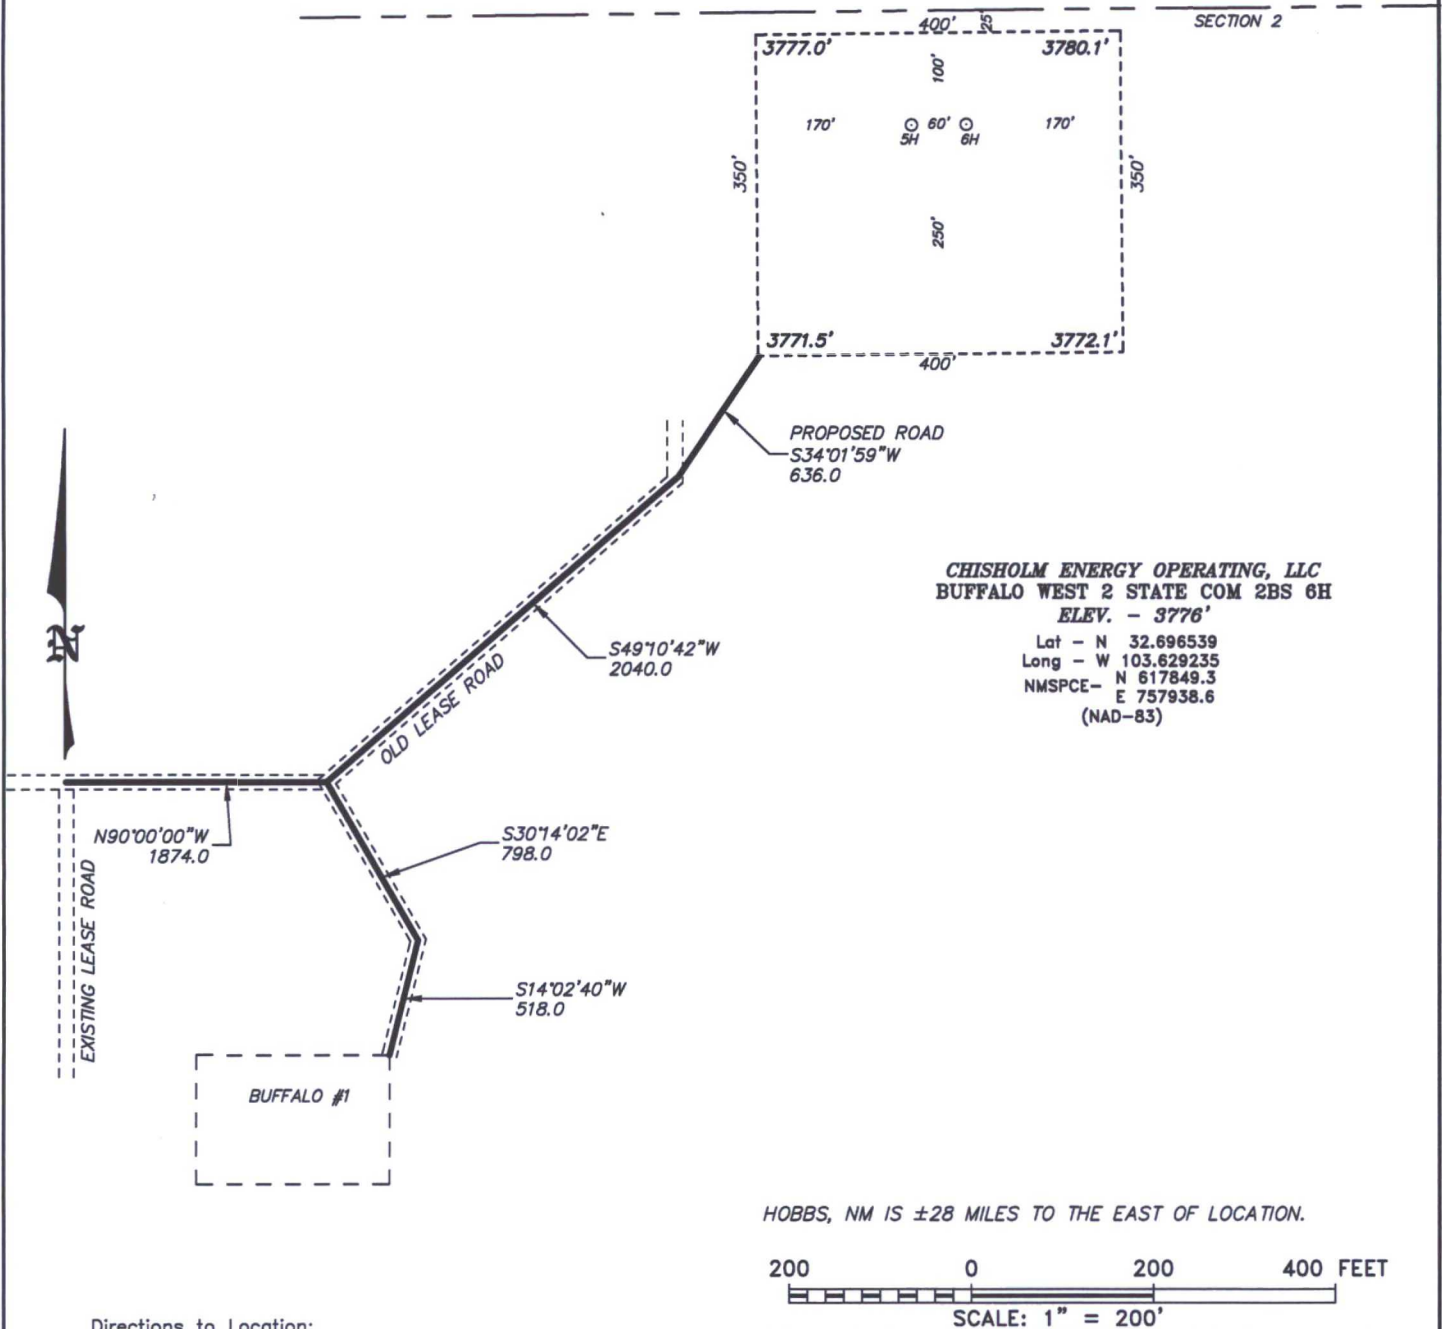 SECTION 2
400'
25'
3777.0'
3780.1'
100'
170'
60'
170'
5H
6H
350'
350'
250'
3771.5'
3772.1'
400'
PROPOSED ROAD
S34°01'59"W
636.0
CHISHOLM ENERGY OPERATING, LLC
BUFFALO WEST 2 STATE COM 2BS 6H
ELEV. - 3776'
Lat - N 32.696539
Long - W 103.629235
NMSPCE- N 617849.3
E 757938.6
(NAD-83)
N
S49°10'42"W
2040.0
OLD LEASE ROAD
N90°00'00"W
1874.0
S30°14'02"E
798.0
EXISTING LEASE ROAD
S14°02'40"W
518.0
BUFFALO #1
HOBBS, NM IS ±28 MILES TO THE EAST OF LOCATION.
200 0 200 400 FEET
SCALE: 1" = 200'
Directions to Location: